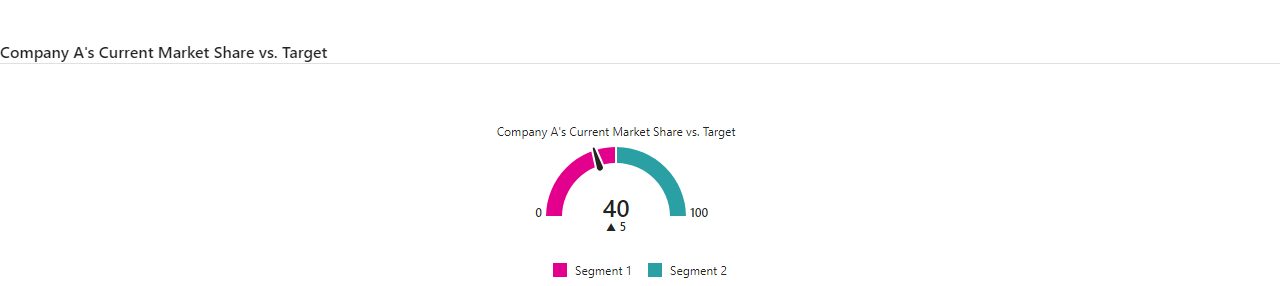 Company A's Current Market Share vs. Target
Company A's Current Market Share vs. Target
0
40
100
▲ 5
Segment 1
Segment 2